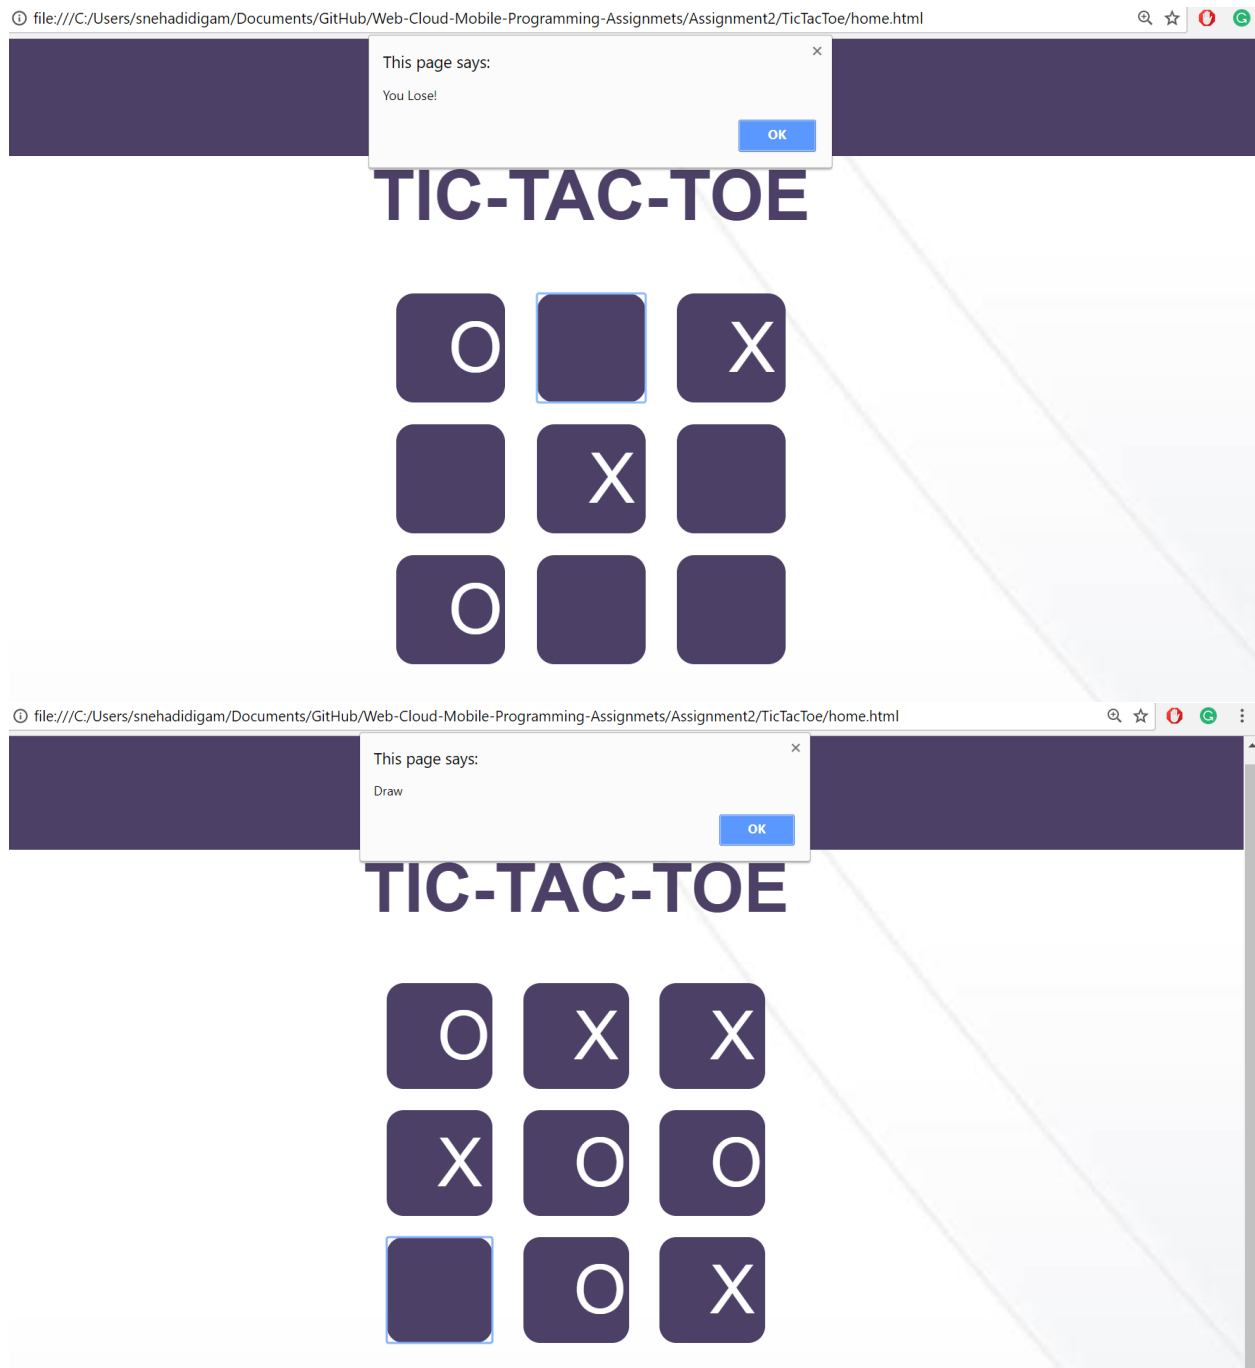 file:///C:/Users/snehadidigam/Documents/GitHub/Web-Cloud-Mobile-Programming-Assignmets/Assignment2/TicTacToe/home.html
This page says:
You Lose!
OK
TIC-TAC-TOE
O X
X
O
file:///C:/Users/snehadidigam/Documents/GitHub/Web-Cloud-Mobile-Programming-Assignmets/Assignment2/TicTacToe/home.html
This page says:
Draw
OK
TIC-TAC-TOE
O X X
X O O
O X